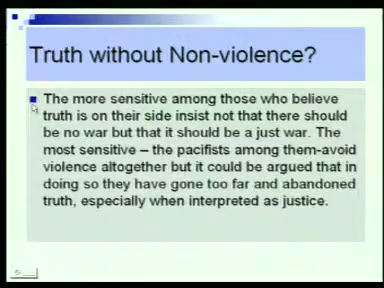 Truth without Non-violence?
The more sensitive among those who believe
truth is on their side insist not that there should
be no war but that it should be a just war. The
most sensitive – the pacifists among them-avoid
violence altogether but it could be argued that in
doing so they have gone too far and abandoned
truth, especially when interpreted as justice.